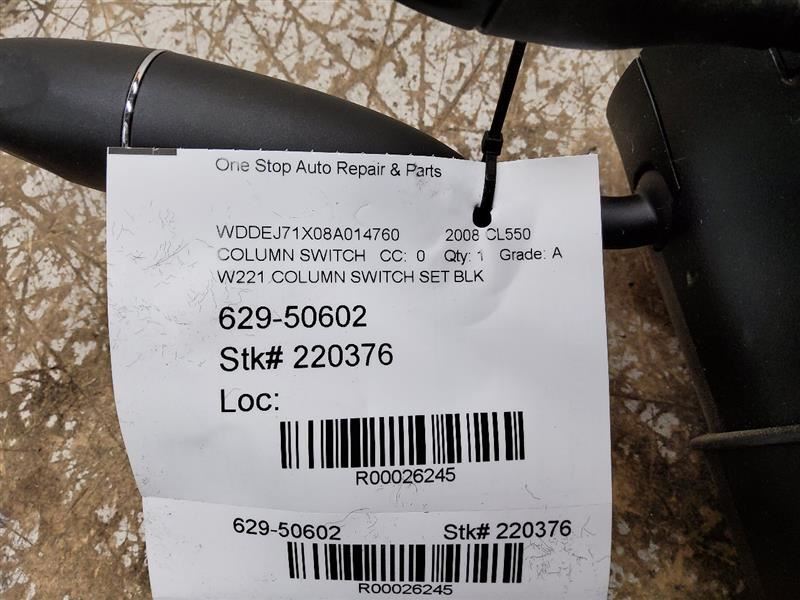 One Stop Auto Repair & Parts
WDDEJ71X08A014760 2008 CL550
COLUMN SWITCH CC: 0 Qty: 1 Grade: A
W221 COLUMN SWITCH SET BLK
629-50602
Stk# 220376
Loc:
R00026245
629-50602 Stk# 220376
R00026245